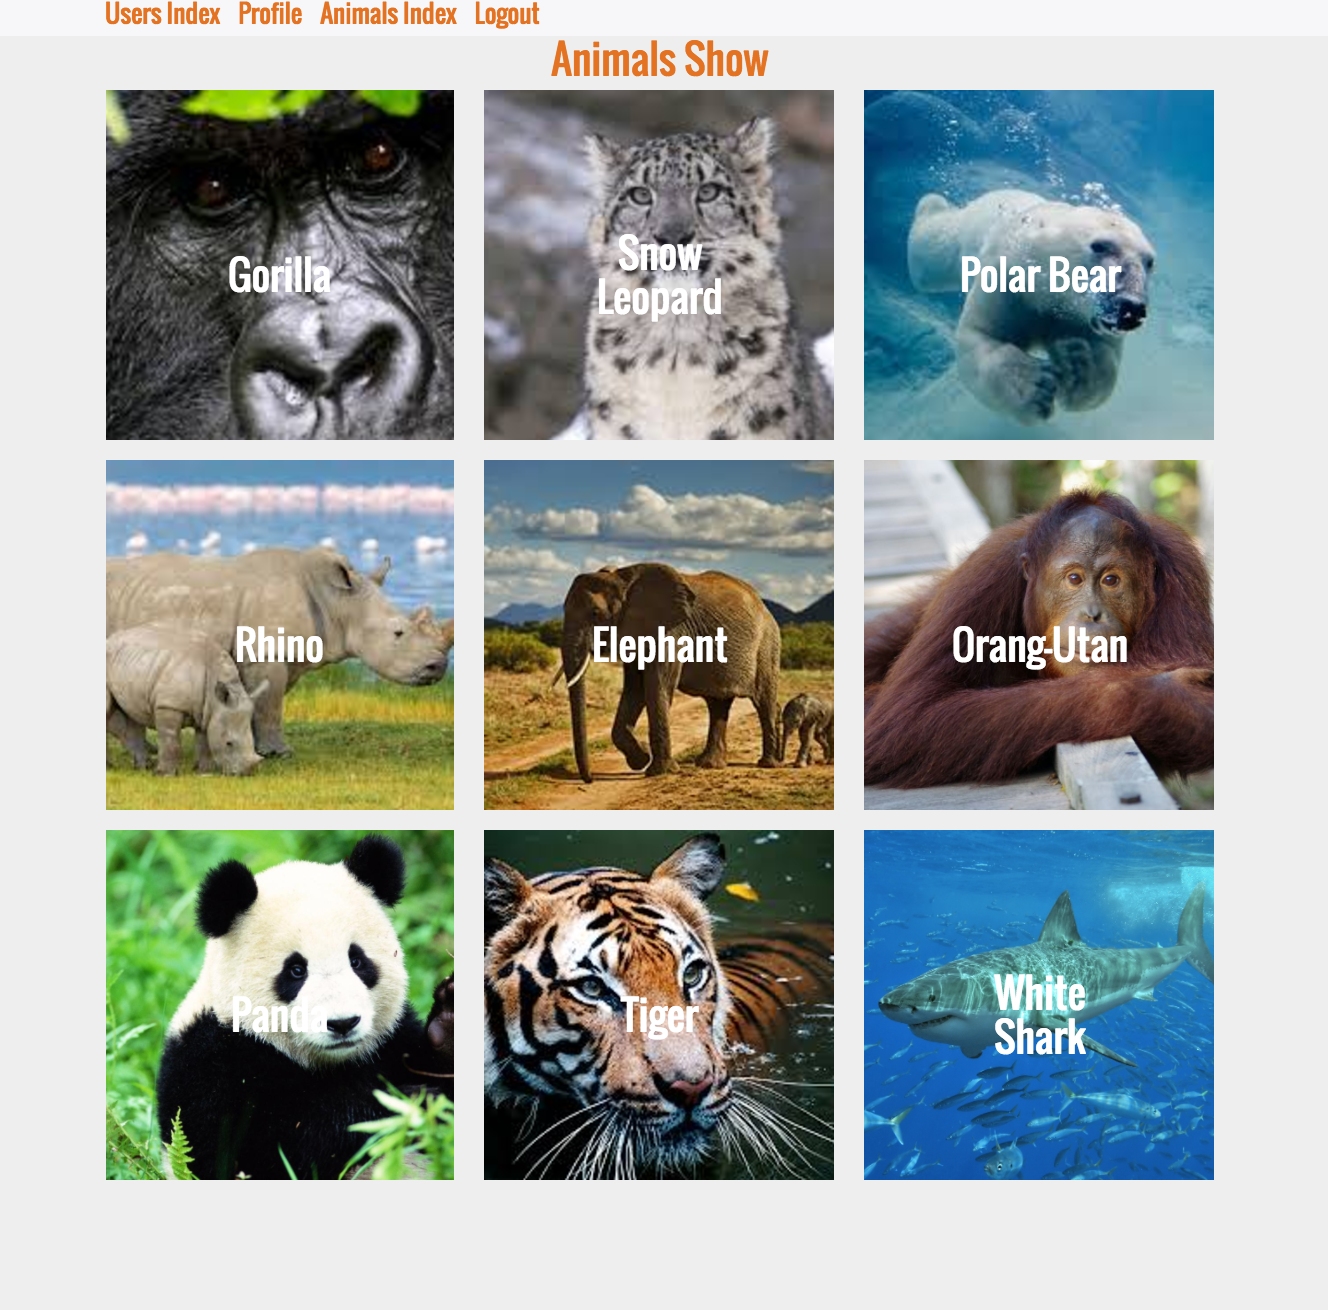 Users Index Profile Animals Index Logout
Animals Show
Gorilla
Snow
Leopard
Polar Bear
Rhino
Elephant
Orang-Utan
Panda
Tiger
White
Shark